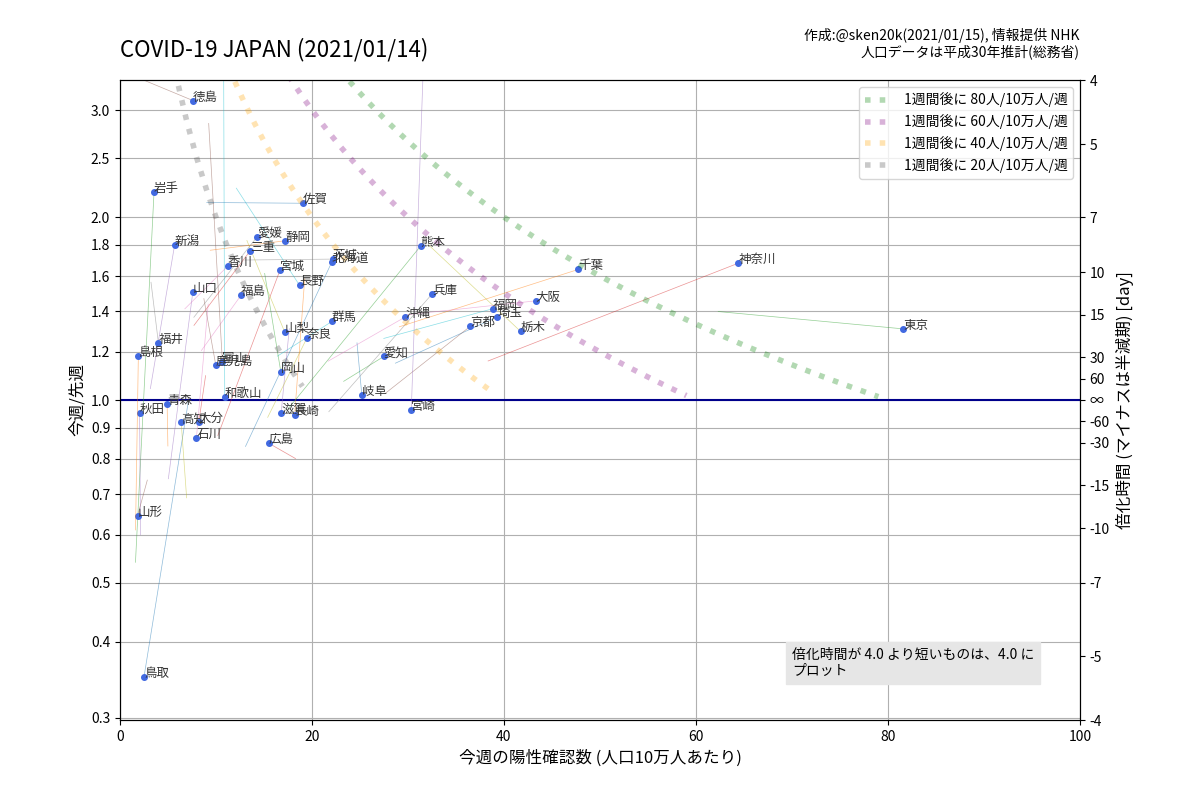 COVID-19 JAPAN (2021/01/14)
作成:@sken20k(2021/01/15), 情報提供 NHK
人口データは平成30年推計(総務省)
1週間後に 80人/10万人/週
1週間後に 60人/10万人/週
1週間後に 40人/10万人/週
1週間後に 20人/10万人/週
今週/先週
3.0
2.5
2.0
1.8
1.6
1.4
1.2
1.0
0.9
0.8
0.7
0.6
0.5
0.4
0.3
徳島
岩手
佐賀
新潟
愛媛
静岡
三重
熊本
茨城
北海道
香川
宮城
千葉
神奈川
長野
山口
福島
兵庫
大阪
福岡
埼玉
沖縄
群馬
京都
栃木
東京
山梨
奈良
福井
島根
愛知
鹿児島
岡山
和歌山
岐阜
青森
秋田
滋賀
長崎
宮崎
高知
大分
石川
広島
山形
鳥取
倍化時間が 4.0 より短いものは、4.0 に
プロット
4
5
7
10
15
30
60
∞
-60
-30
-15
-10
-7
-5
-4
倍化時間 (マイナスは半減期) [day]
0
20
40
60
80
100
今週の陽性確認数 (人口10万人あたり)